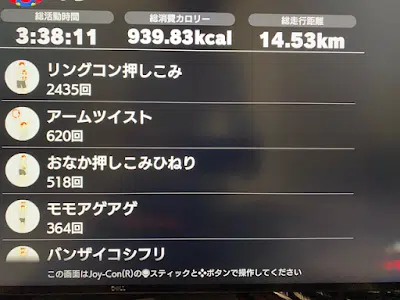 総活動時間 総消費カロリー 総走行距離
3:38:11 939.83kcal 14.53km
リングコン押しこみ
2435回
アームツイスト
620回
おなか押しこみひねり
518回
モモアゲアゲ
364回
バンザイコシフリ
この画面はJoy-Con(R)のスティックとボタンで操作してください
DELL